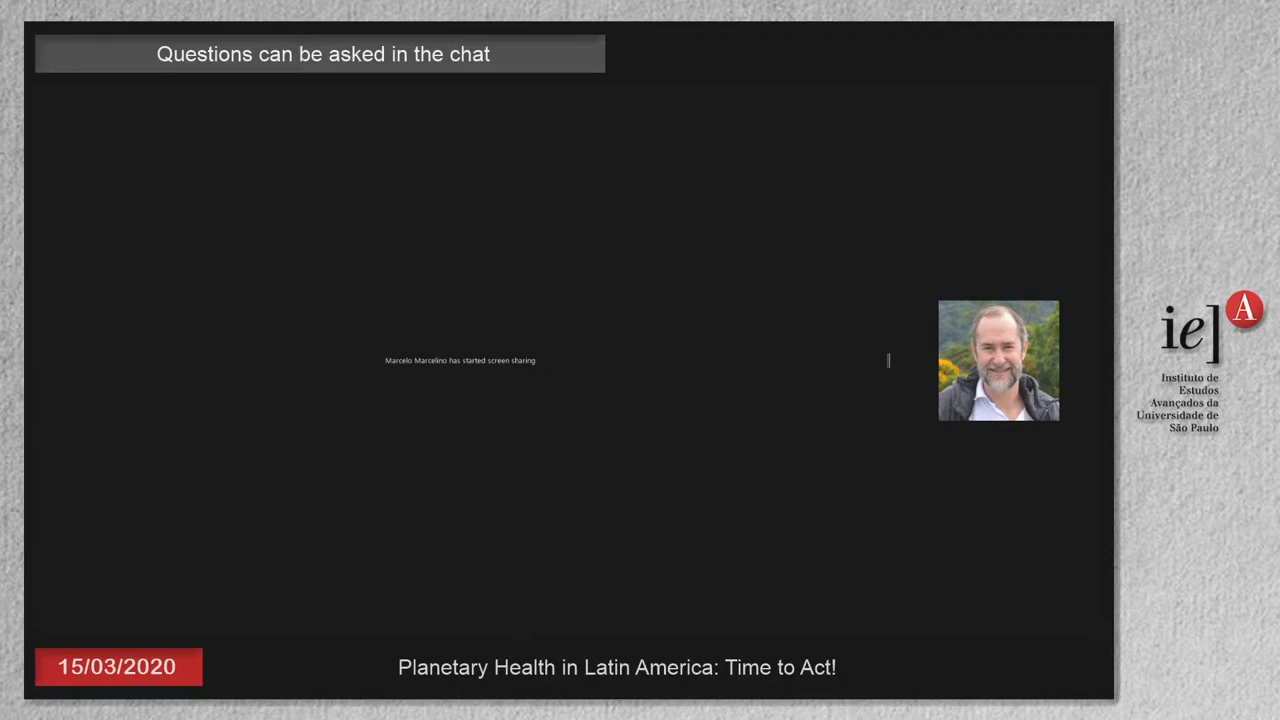 Questions can be asked in the chat
Marcelo Marcelino has started screen sharing
ie]A
Instituto de
Estudos
Avançados da
Universidade de
São Paulo
15/03/2020
Planetary Health in Latin America: Time to Act!